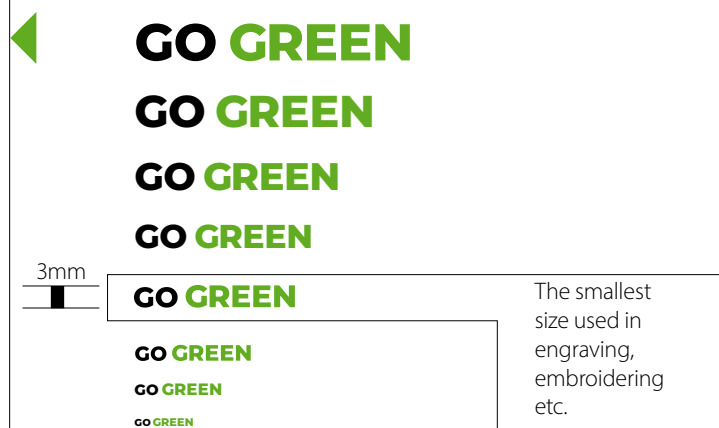 GO GREEN
GO GREEN
GO GREEN
GO GREEN
3mm
GO GREEN
The smallest
size used in
engraving,
embroidering
etc.
GO GREEN
GO GREEN
GO GREEN